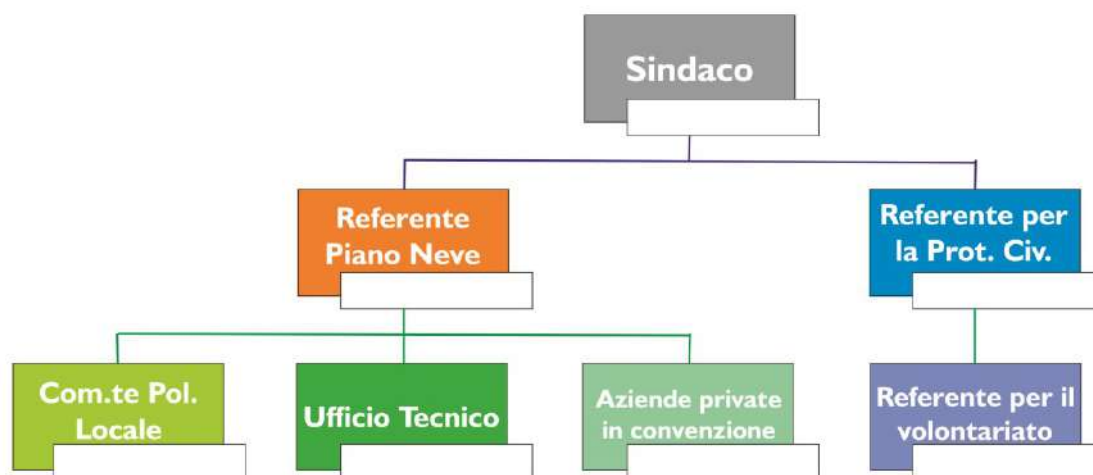 Sindaco
Referente
Piano Neve
Referente per
la Prot. Civ.
Com.te Pol.
Locale
Ufficio Tecnico
Aziende private
in convenzione
Referente per il
volontariato